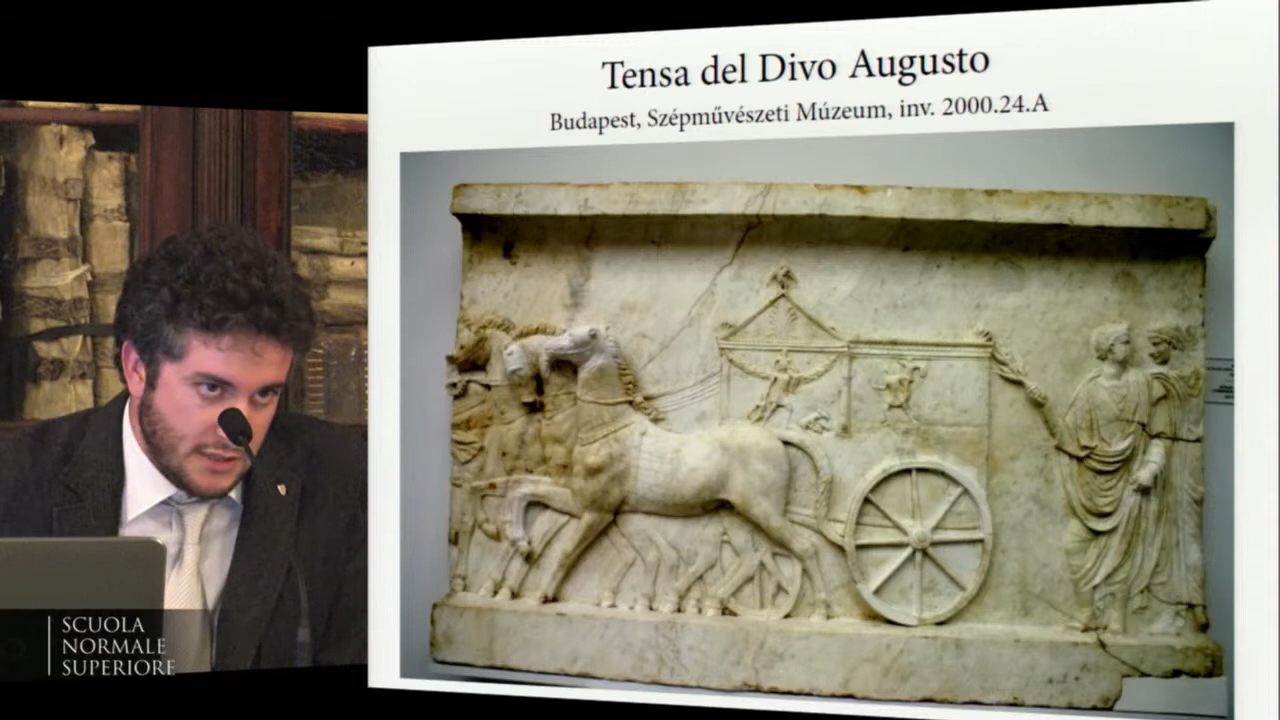 Tensa del Divo Augusto
Budapest, Szépművészeti Múzeum, inv. 2000.24.A
SCUOLA
NORMALE
SUPERIORE